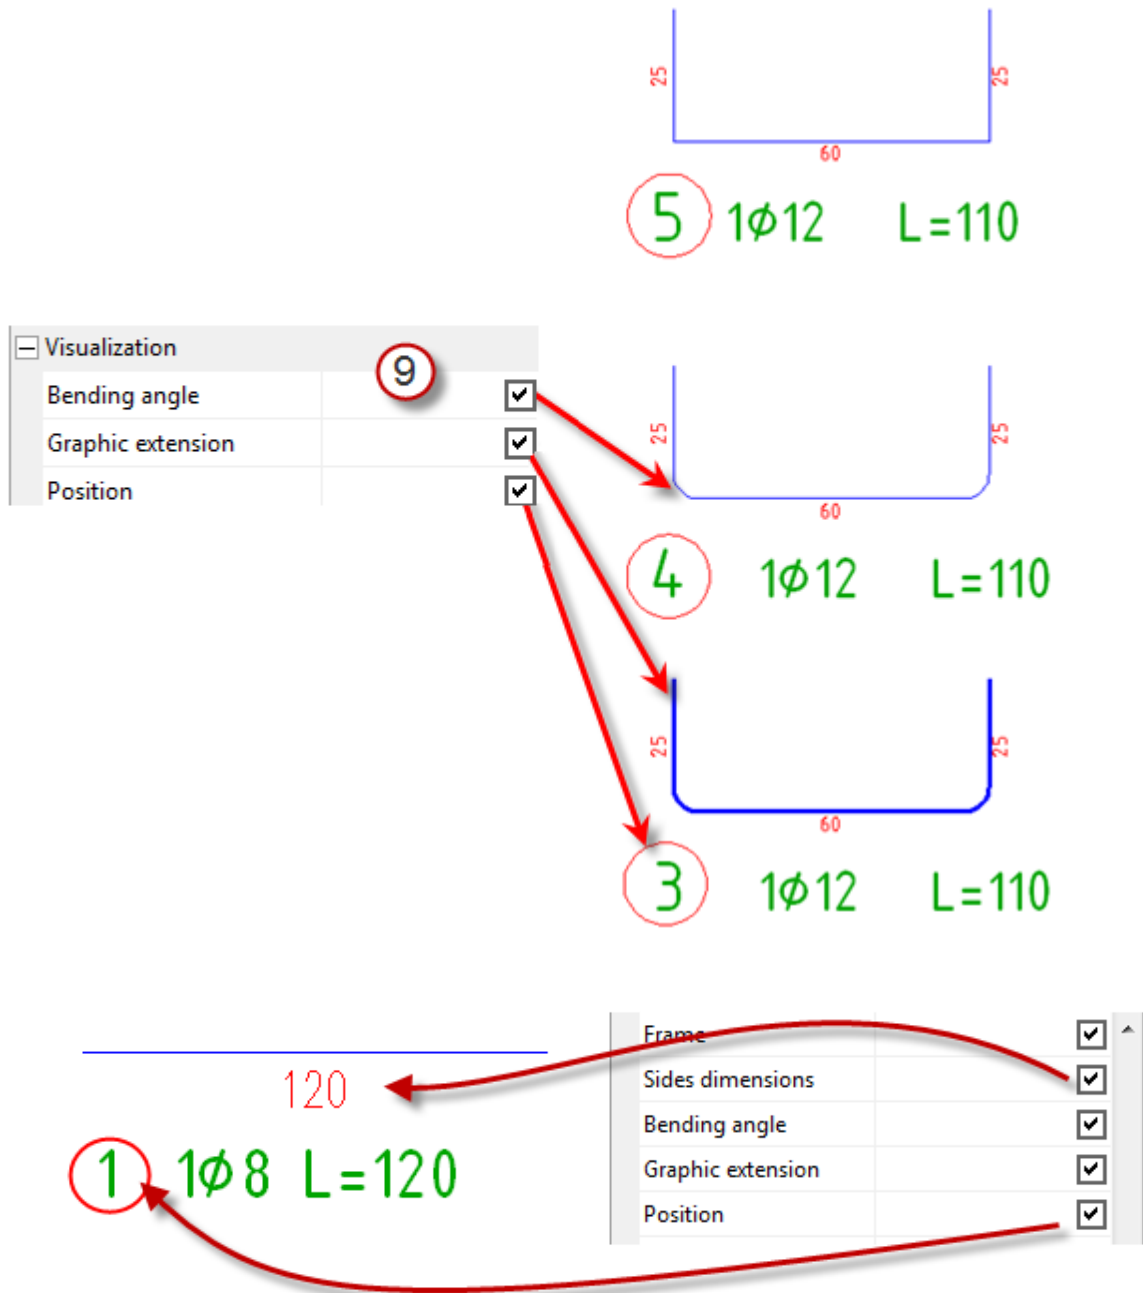 25 25
60
5 1ϕ12 L=110
Visualization
9
Bending angle
Graphic extension
Position
25 25
60
4 1ϕ12 L=110
25 25
60
3 1ϕ12 L=110
120
1 1ϕ8 L=120
Frame
Sides dimensions
Bending angle
Graphic extension
Position